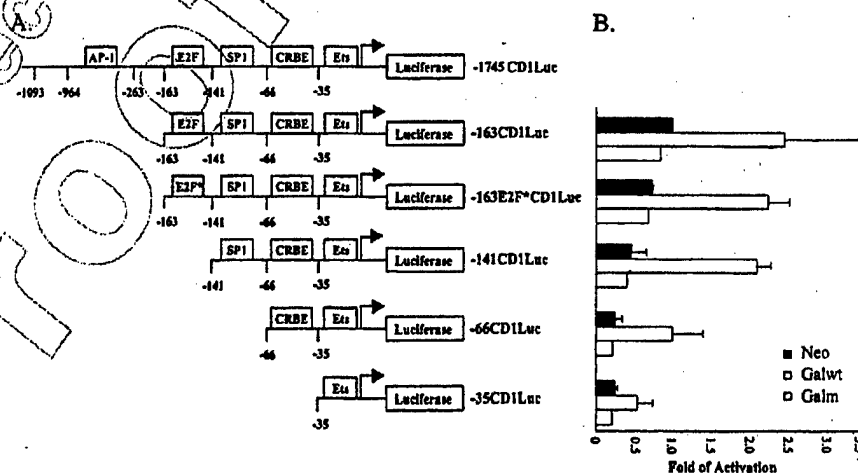 A.
B.
AP-1 E2F SP1 CRBE Ets Luciferase -1745CD1Luc
-1093 -964 -263 -163 -141 -66 -35
E2F SP1 CRBE Ets Luciferase -163CD1Luc
-163 -141 -66 -35
E2F* SP1 CRBE Ets Luciferase -163E2F*CD1Luc
-163 -141 -66 -35
SP1 CRBE Ets Luciferase -141CD1Luc
-141 -66 -35
CRBE Ets Luciferase -66CD1Luc
-66 -35
Ets Luciferase -35CD1Luc
-35
Neo
Galwt
Galm
0 0.5 1.0 1.5 2.0 2.5 3.0
Fold of Activation